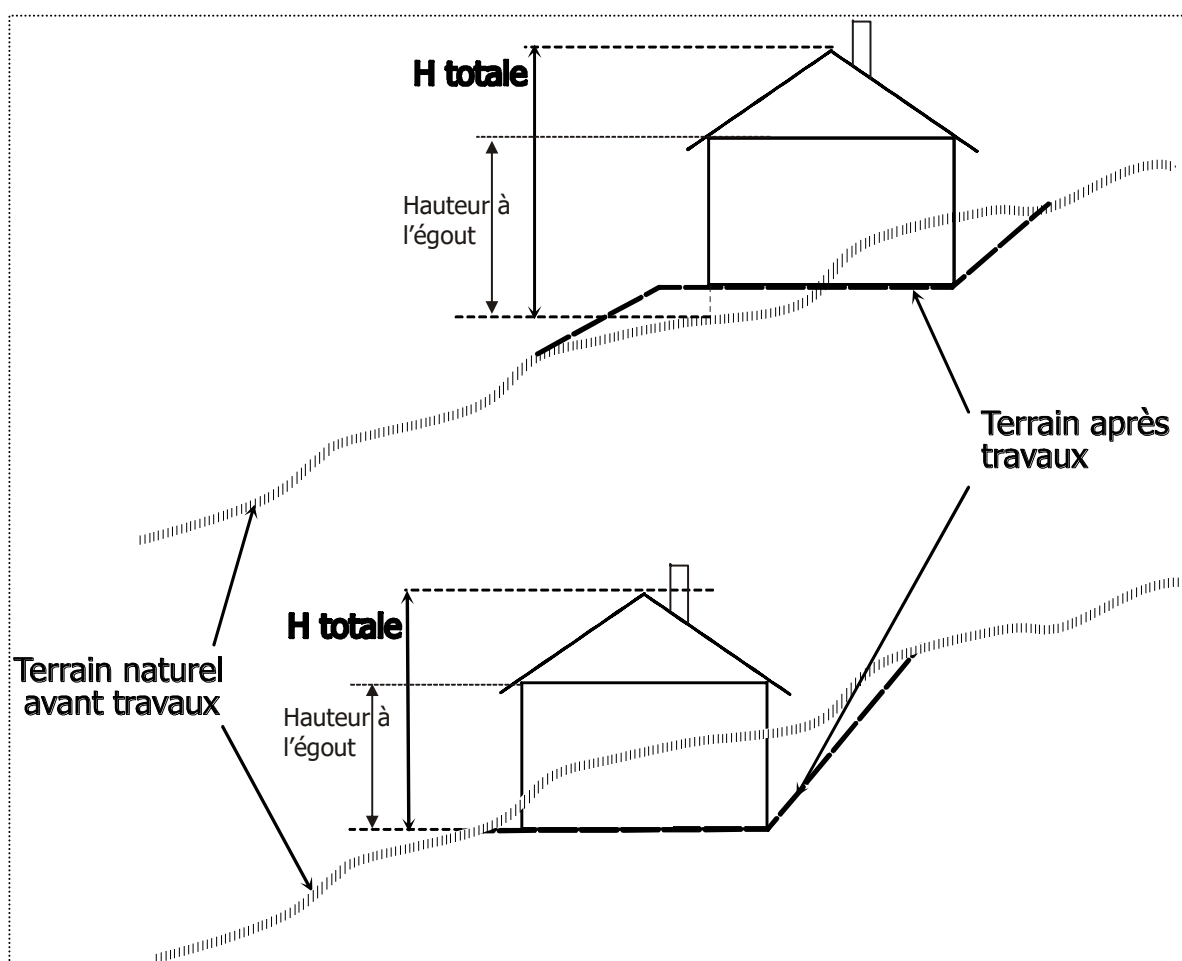 H totale
Hauteur à
l'égout
Terrain après
travaux
H totale
Terrain naturel
avant travaux
Hauteur à
l'égout